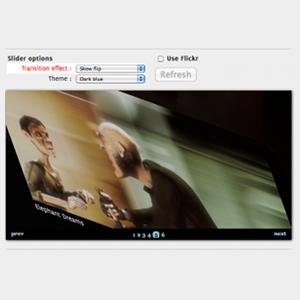 Slider options
Use Flickr
Transition effect :
Skew flip
Theme :
Dark blue
Refresh
Elephant Dreams
prev
1 2 3 4 5 6
next